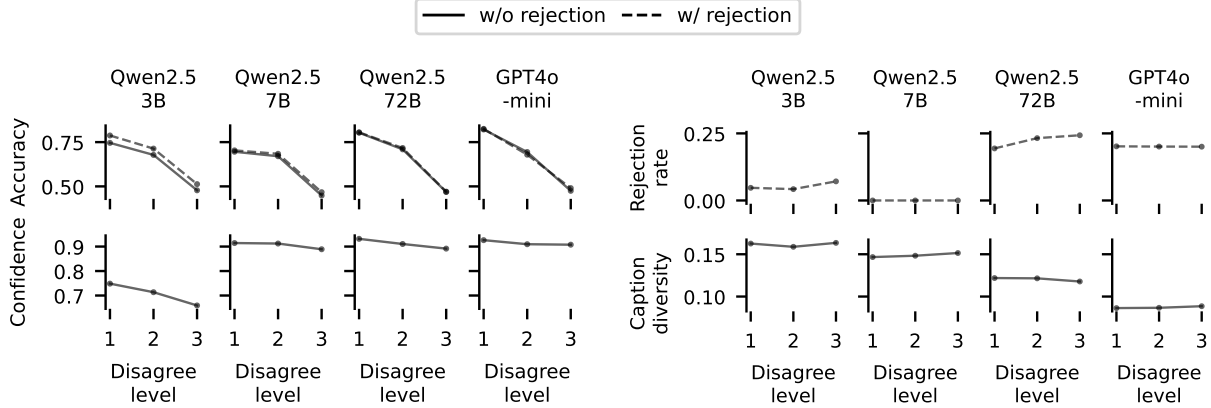 w/o rejection w/ rejection
Qwen2.5 Qwen2.5 Qwen2.5 GPT4o
3B 7B 72B -mini
Accuracy
0.75
0.50
Confidence
0.9
0.8
0.7
1 2 3 1 2 3 1 2 3 1 2 3
Disagree Disagree Disagree Disagree
level level level level
Qwen2.5 Qwen2.5 Qwen2.5 GPT4o
3B 7B 72B -mini
Rejection
rate
0.25
0.00
Caption
diversity
0.15
0.10
1 2 3 1 2 3 1 2 3 1 2 3
Disagree Disagree Disagree Disagree
level level level level